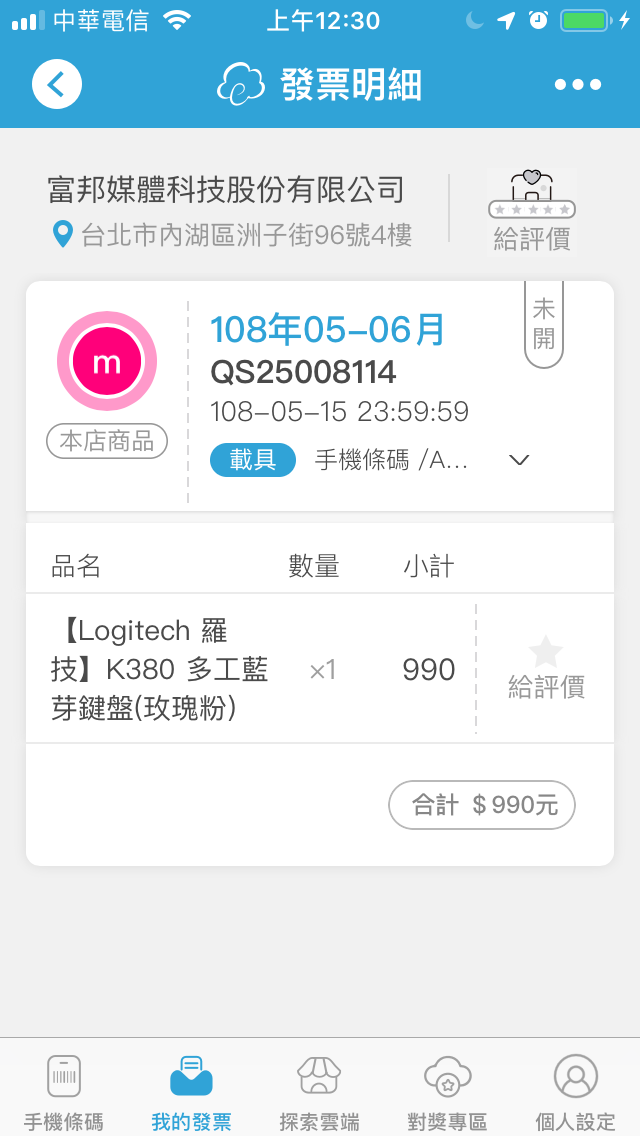 中華電信
上午12:30
發票明細
富邦媒體科技股份有限公司
台北市內湖區洲子街96號4樓
給評價
未開
m
本店商品
108年05-06月
QS25008114
108-05-15 23:59:59
載具 手機條碼 /A...
品名 數量 小計
【Logitech 羅
技】K380 多工藍
芽鍵盤(玫瑰粉)
×1
990
給評價
合計 $990元
手機條碼 我的發票 探索雲端 對獎專區 個人設定